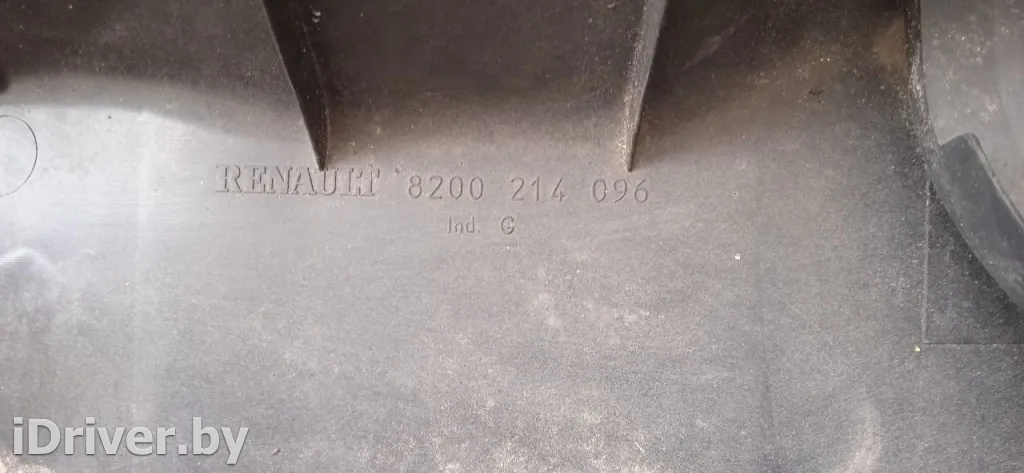 RENAULT 8200 214 096
Ind. G
iDriver.by